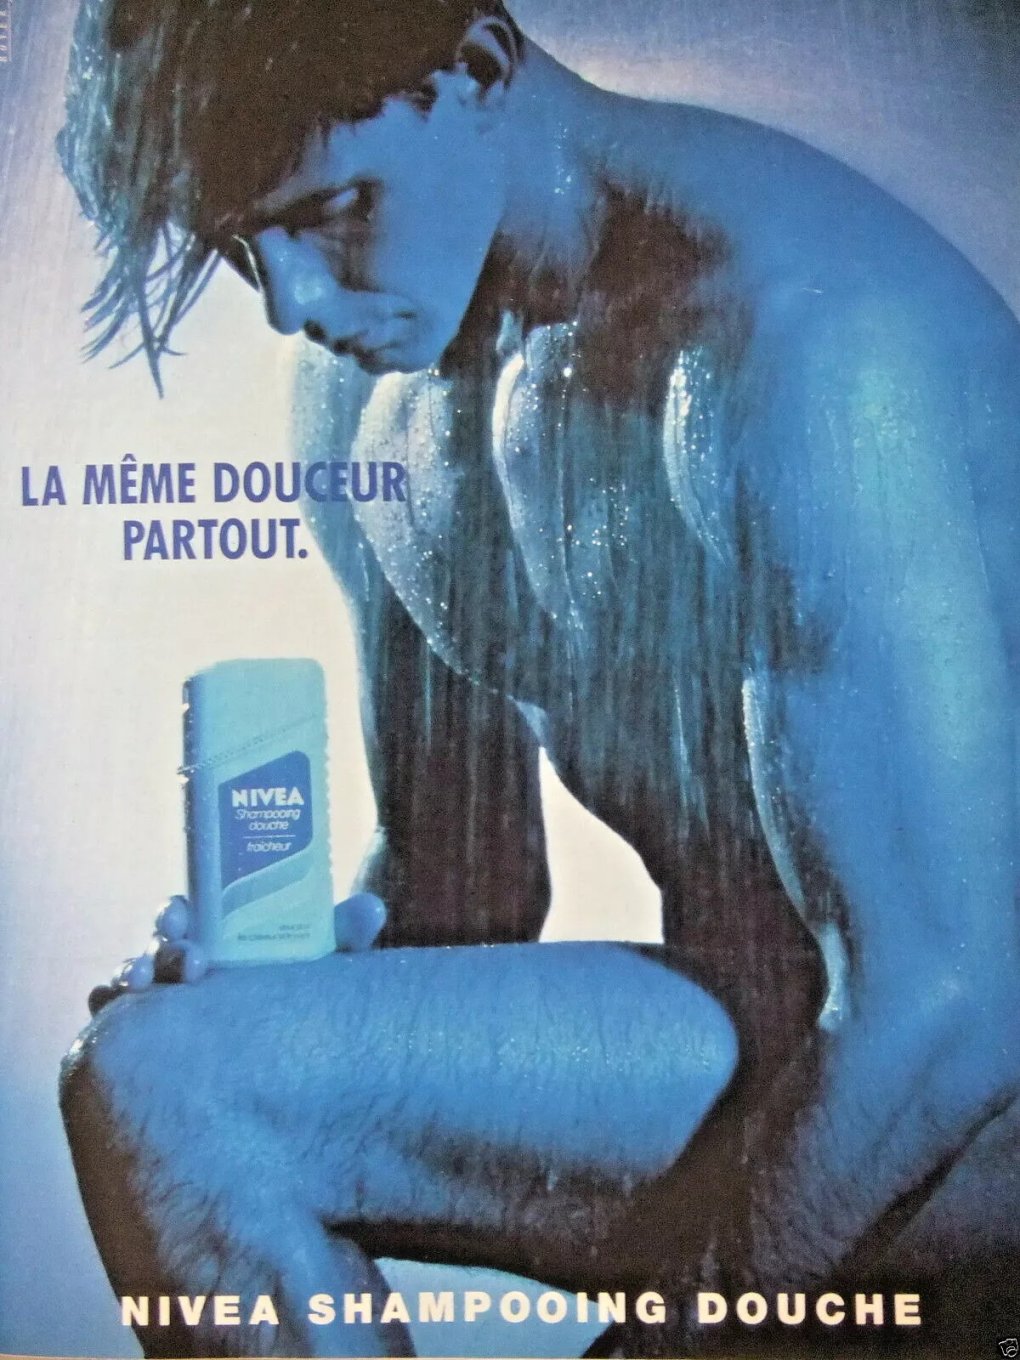 LA MÊME DOUCEUR
PARTOUT.
NIVEA
Shampooing
douche
fraîcheur
NIVEA SHAMPOOING DOUCHE